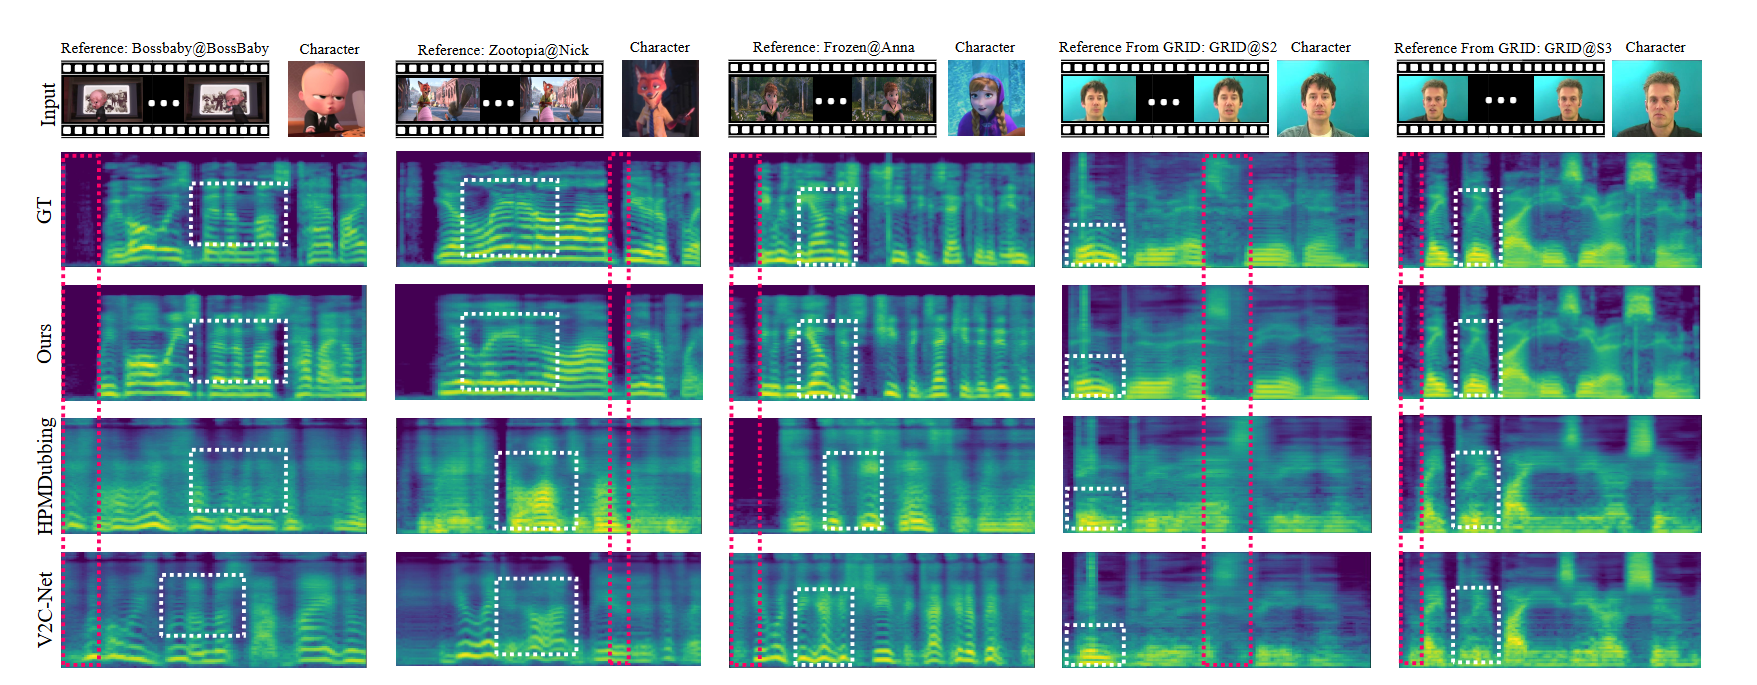 Reference: Bossbaby@BossBaby
Character
Reference: Zootopia@Nick
Character
Reference: Frozen@Anna
Character
Reference From GRID: GRID@S2
Character
Reference From GRID: GRID@S3
Character
Input
GT
Ours
HPMDubbing
V2C-Net